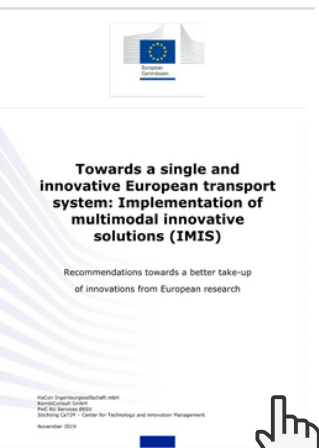 European
Commission
Towards a single and
innovative European transport
system: Implementation of
multimodal innovative
solutions (IMIS)
Recommendations towards a better take-up
of innovations from European research
HaCon Ingenieurgesellschaft mbH
KombiConsult GmbH
PwC EU Services EESV
Stichting CeTIM – Center for Technology and Innovation Management
November 2019